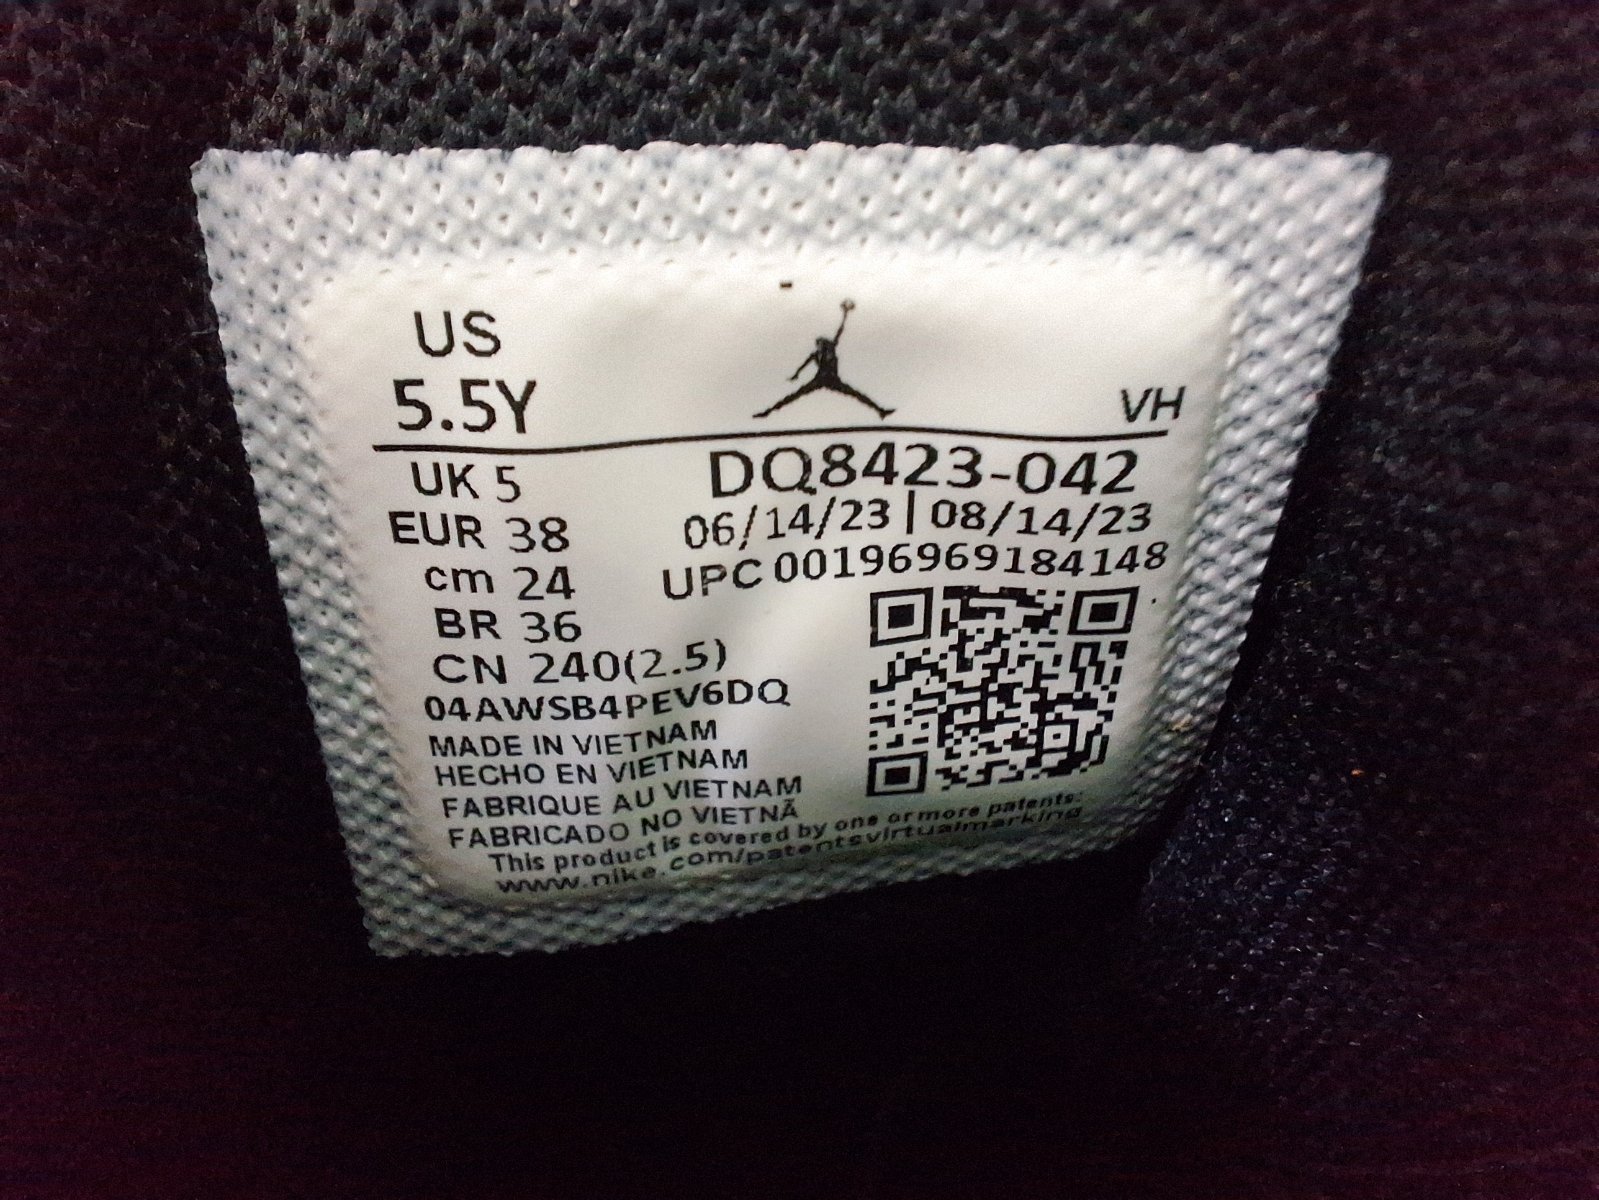 US
5.5Y
VH
UK 5
DQ8423-042
EUR 38
06/14/23 | 08/14/23
cm 24
UPC 00196969184148
BR 36
CN 240(2.5)
04AWSB4PEV6DQ
MADE IN VIETNAM
HECHO EN VIETNAM
FABRIQUE AU VIETNAM
FABRICADO NO VIETNÃ
This product is covered by one or more patents:
www.nike.com/patentsvirtualmarking